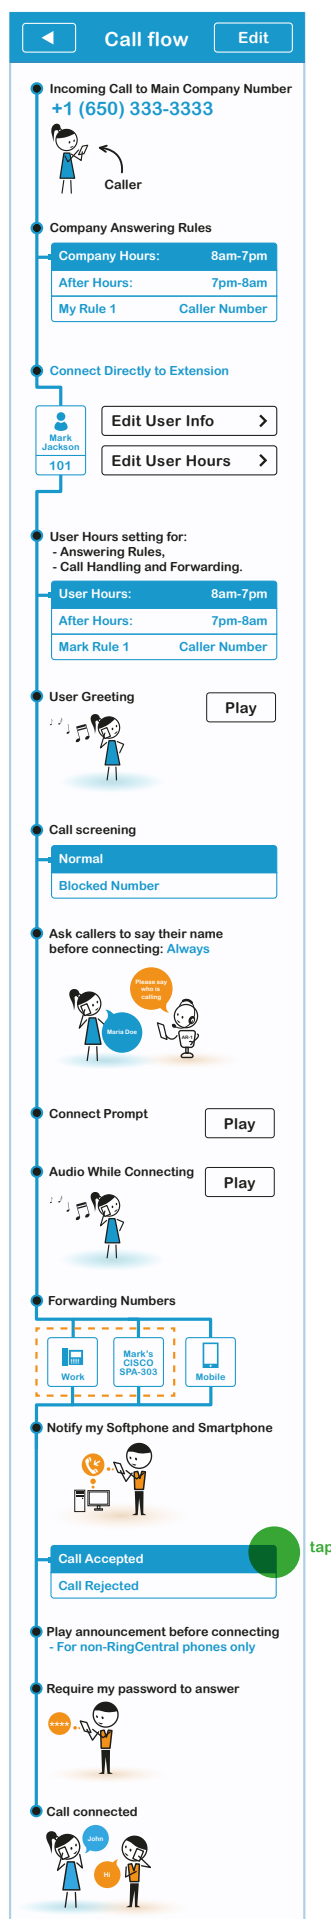 Call flow
Edit
Incoming Call to Main Company Number
+1 (650) 333-3333
Caller
Company Answering Rules
Company Hours: 8am-7pm
After Hours: 7pm-8am
My Rule 1 Caller Number
Connect Directly to Extension
Mark
Jackson
101
Edit User Info
Edit User Hours
User Hours setting for:
- Answering Rules,
- Call Handling and Forwarding.
User Hours: 8am-7pm
After Hours: 7pm-8am
Mark Rule 1 Caller Number
User Greeting
Play
Call screening
Normal
Blocked Number
Ask callers to say their name
before connecting: Always
Please say
who is
calling
Maria Doe
AR-1
Connect Prompt
Play
Audio While Connecting
Play
Forwarding Numbers
Work
Mark's
CISCO
SPA-303
Mobile
Notify my Softphone and Smartphone
Call Accepted
tap
Call Rejected
Play announcement before connecting
- For non-RingCentral phones only
Require my password to answer
****
Call connected
John
Hi